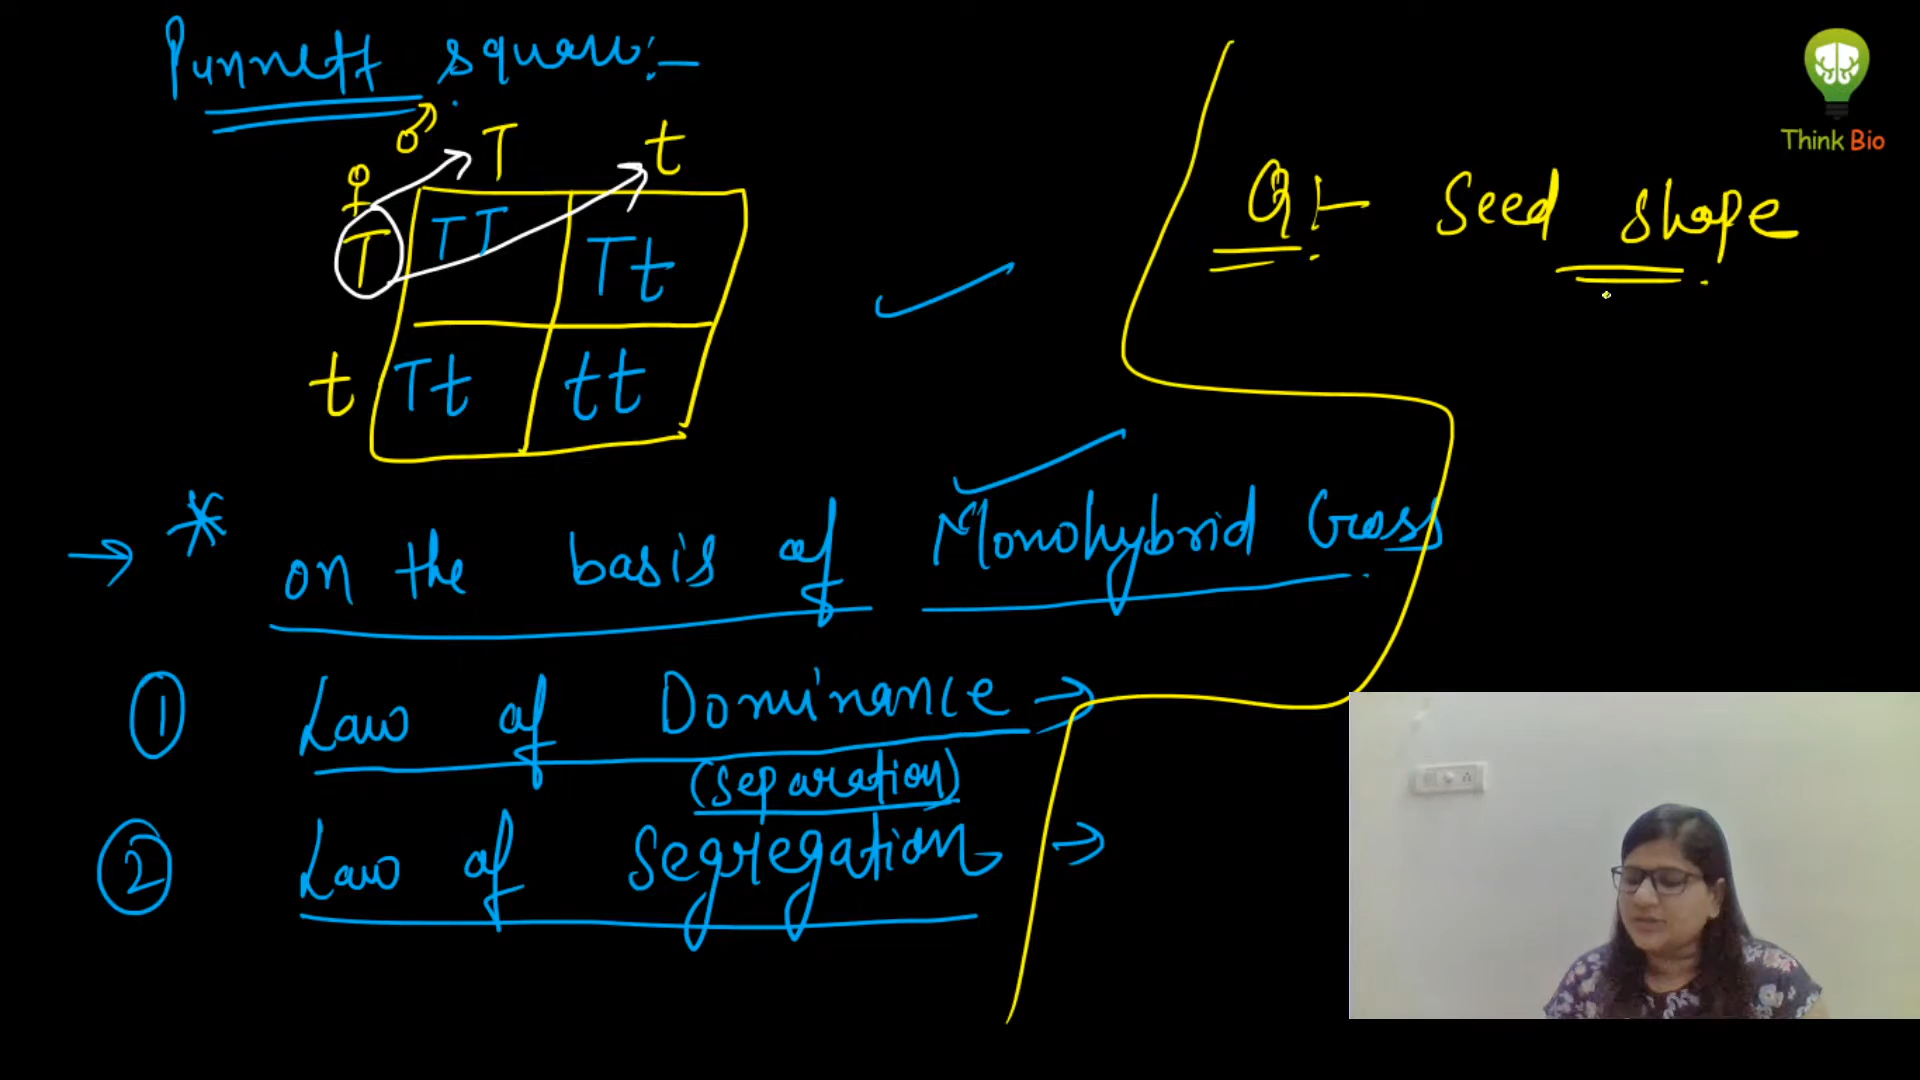 Punnett square:-
♂ T t
♀
T TT Tt
t Tt tt
Q:- Seed shape
Think Bio
→ * on the basis of Monohybrid Cross
① Law of Dominance →
(separation)
② Law of Segregation →